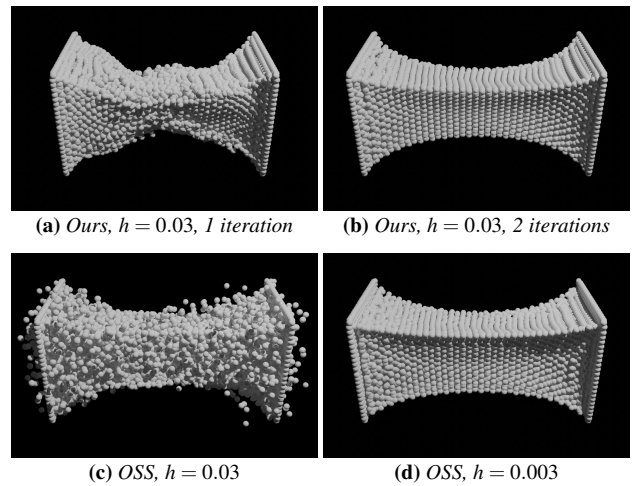 (a) Ours, h = 0.03, 1 iteration
(b) Ours, h = 0.03, 2 iterations
(c) OSS, h = 0.03
(d) OSS, h = 0.003